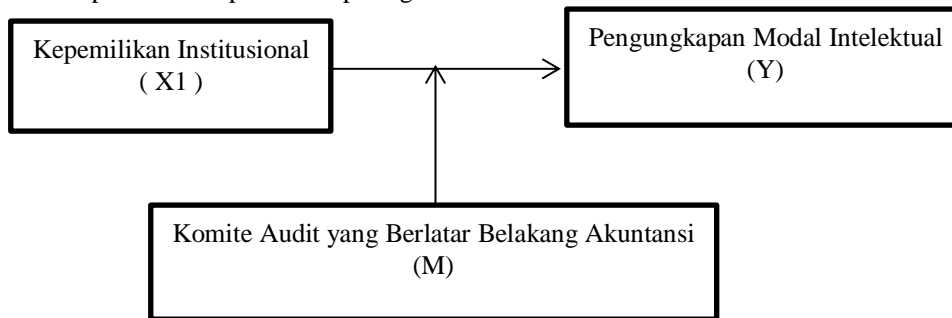 Kepemilikan Institusional
( X1 )
Pengungkapan Modal Intelektual
(Y)
Komite Audit yang Berlatar Belakang Akuntansi
(M)